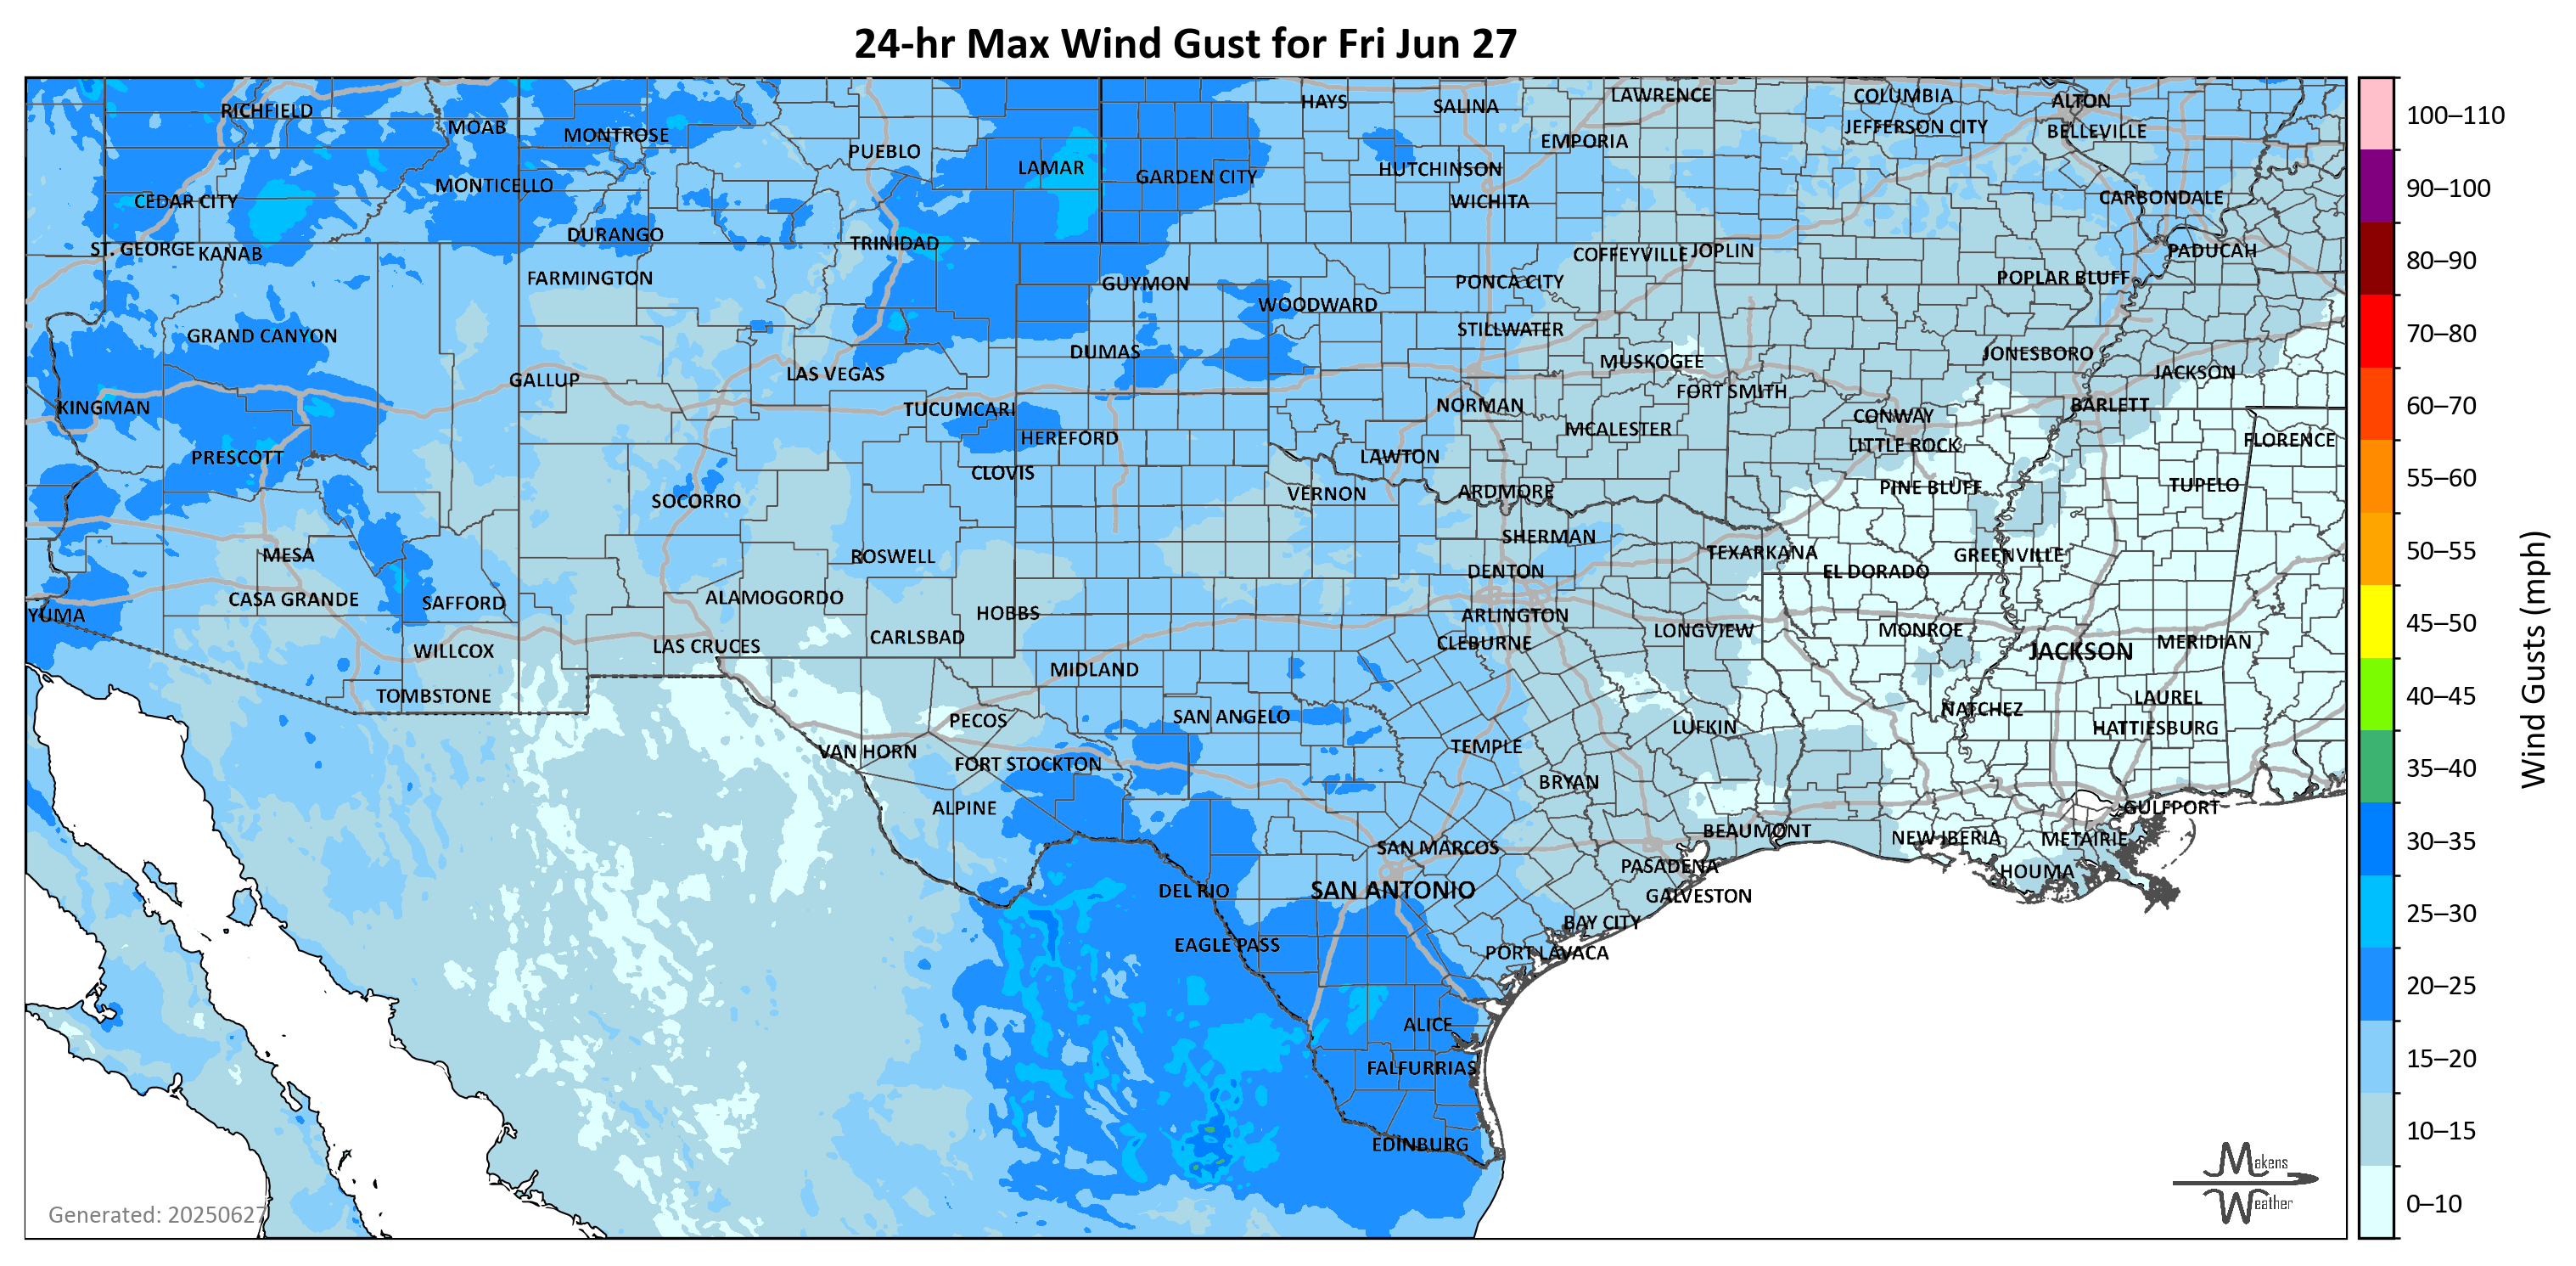 24-hr Max Wind Gust for Fri Jun 27
RICHFIELD
MOAB
MONTROSE
PUEBLO
LAMAR
GARDEN CITY
HAYS
SALINA
LAWRENCE
EMPORIA
HUTCHINSON
WICHITA
COLUMBIA
JEFFERSON CITY
ALTON
BELLEVILLE
CARBONDALE
PADUCAH
CEDAR CITY
MONTICELLO
ST. GEORGE
KANAB
DURANGO
TRINIDAD
FARMINGTON
GUYMON
WOODWARD
PONCA CITY
COFFEYVILLE
JOPLIN
POPLAR BLUFF
GRAND CANYON
DUMAS
STILLWATER
MUSKOGEE
JONESBORO
JACKSON
GALLUP
LAS VEGAS
FORT SMITH
KINGMAN
TUCUMCARI
HEREFORD
NORMAN
MCALESTER
CONWAY
BARLETT
LITTLE ROCK
FLORENCE
PRESCOTT
CLOVIS
LAWTON
SOCORRO
VERNON
ARDMORE
PINE BLUFF
TUPELO
MESA
ROSWELL
SHERMAN
TEXARKANA
GREENVILLE
DENTON
EL DORADO
YUMA
CASA GRANDE
SAFFORD
ALAMOGORDO
HOBBS
ARLINGTON
CARLSBAD
CLEBURNE
LONGVIEW
MONROE
JACKSON
MERIDIAN
WILLCOX
LAS CRUCES
MIDLAND
TOMBSTONE
PECOS
SAN ANGELO
LUFKIN
NATCHEZ
LAUREL
HATTIESBURG
VAN HORN
FORT STOCKTON
TEMPLE
BRYAN
ALPINE
GULFPORT
BEAUMONT
NEW IBERIA
METAIRIE
SAN MARCOS
PASADENA
HOUMA
DEL RIO
SAN ANTONIO
GALVESTON
BAY CITY
EAGLE PASS
PORT LAVACA
ALICE
FALFURRIAS
EDINBURG
Generated: 20250627
Makens
Weather
100–110
90–100
80–90
70–80
60–70
55–60
50–55
45–50
40–45
35–40
30–35
25–30
20–25
15–20
10–15
0–10
Wind Gusts (mph)